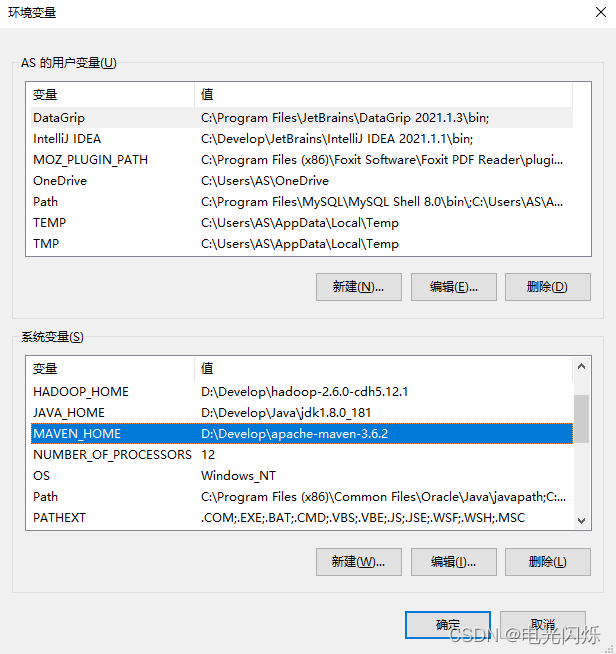 环境变量
AS 的用户变量(U)
变量 值
DataGrip C:\Program Files\JetBrains\DataGrip 2021.1.3\bin;
IntelliJ IDEA C:\Develop\JetBrains\IntelliJ IDEA 2021.1.1\bin;
MOZ_PLUGIN_PATH C:\Program Files (x86)\Foxit Software\Foxit PDF Reader\plugi...
OneDrive C:\Users\AS\OneDrive
Path C:\Program Files\MySQL\MySQL Shell 8.0\bin\;C:\Users\AS\A...
TEMP C:\Users\AS\AppData\Local\Temp
TMP C:\Users\AS\AppData\Local\Temp
新建(N)... 编辑(E)... 删除(D)
系统变量(S)
变量 值
HADOOP_HOME D:\Develop\hadoop-2.6.0-cdh5.12.1
JAVA_HOME D:\Develop\Java\jdk1.8.0_181
MAVEN_HOME D:\Develop\apache-maven-3.6.2
NUMBER_OF_PROCESSORS 12
OS Windows_NT
Path C:\Program Files (x86)\Common Files\Oracle\Java\javapath;C:...
PATHEXT .COM;.EXE;.BAT;.CMD;.VBS;.VBE;.JS;.JSE;.WSF;.WSH;.MSC
新建(W)... 编辑(I)... 删除(L)
确定 取消
CSDN @电光闪烁